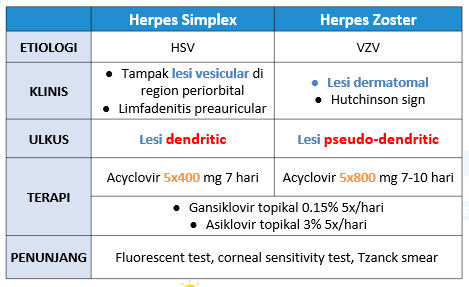 Herpes Simplex Herpes Zoster
ETIOLOGI HSV VZV
KLINIS
● Tampak lesi vesicular di
region periorbital
● Limfadenitis preauricular
● Lesi dermatomal
● Hutchinson sign
ULKUS Lesi dendritic Lesi pseudo-dendritic
TERAPI
Acyclovir 5x400 mg 7 hari Acyclovir 5x800 mg 7-10 hari
● Gansiklovir topikal 0.15% 5x/hari
● Asiklovir topikal 3% 5x/hari
PENUNJANG Fluorescent test, corneal sensitivity test, Tzanck smear